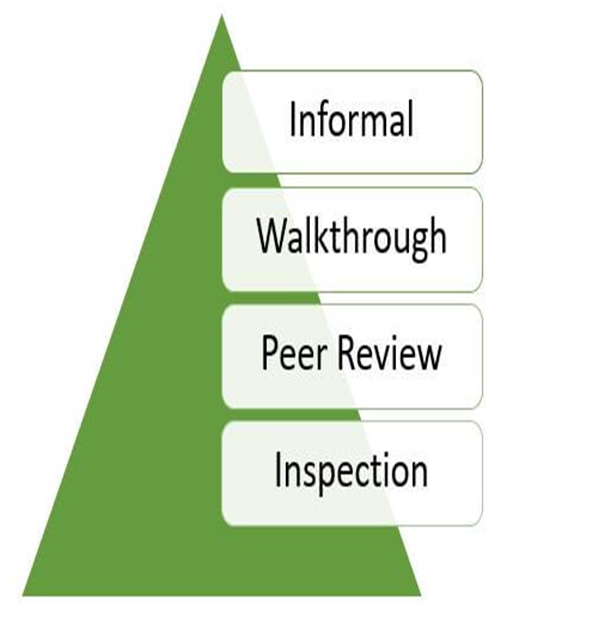 Informal
Walkthrough
Peer Review
Inspection